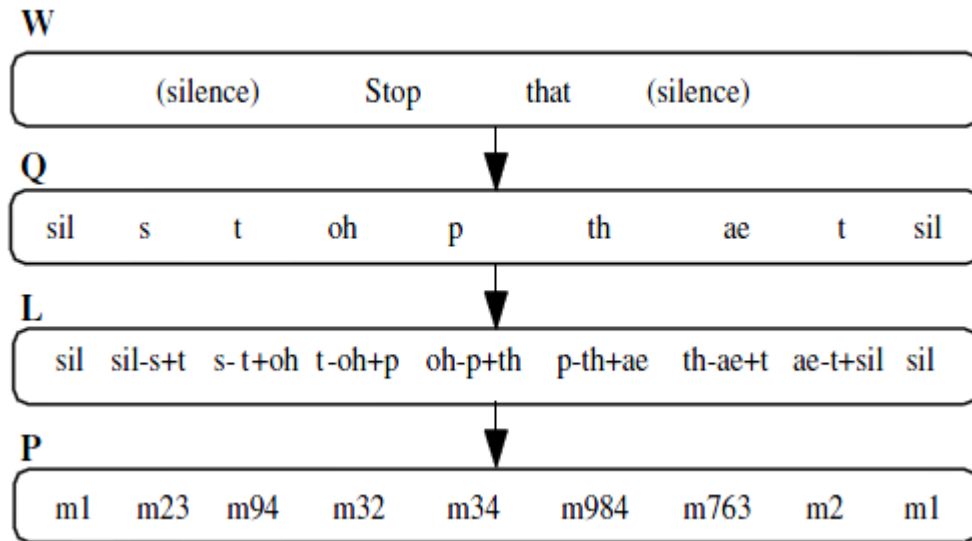 W
(silence) Stop that (silence)
Q
sil s t oh p th ae t sil
L
sil sil-s+t s-t+oh t-oh+p oh-p+th p-th+ae th-ae+t ae-t+sil sil
P
m1 m23 m94 m32 m34 m984 m763 m2 m1